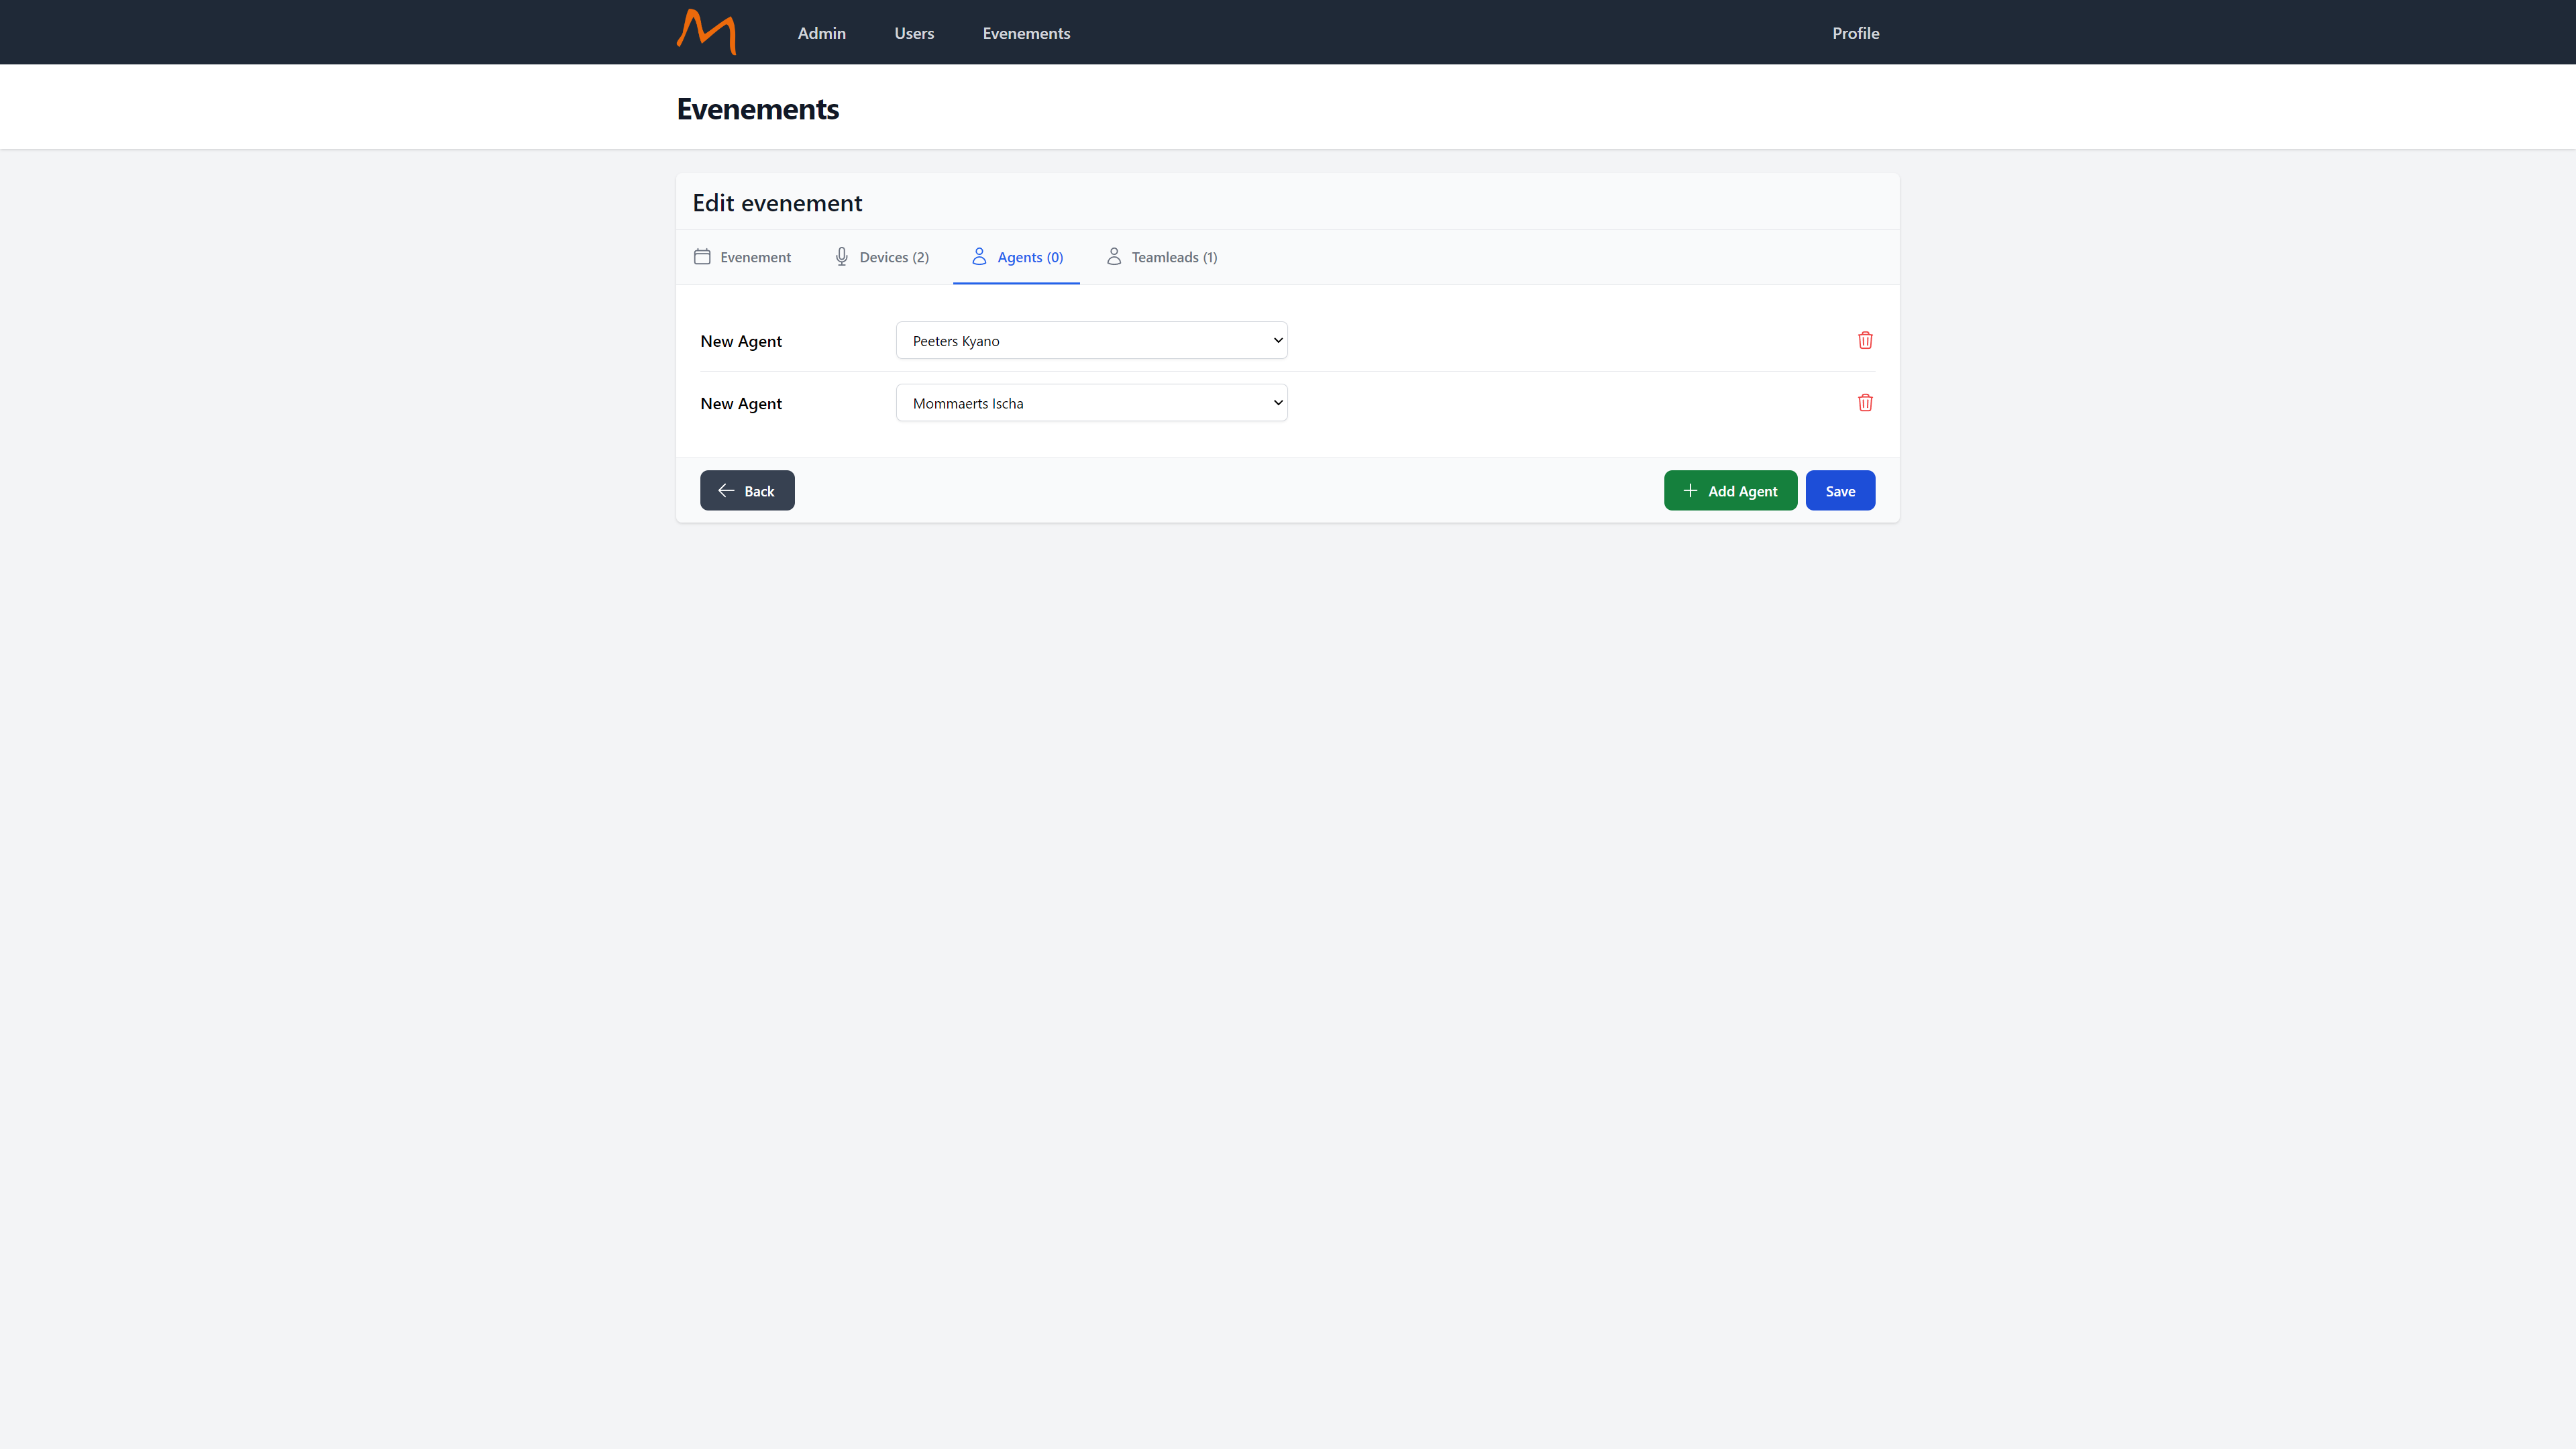 Admin Users Evenements Profile
Evenements
Edit evenement
Evenement Devices (2) Agents (0) Teamleads (1)
New Agent Peeters Kyano
New Agent Mommaerts Ischa
Back Add Agent Save